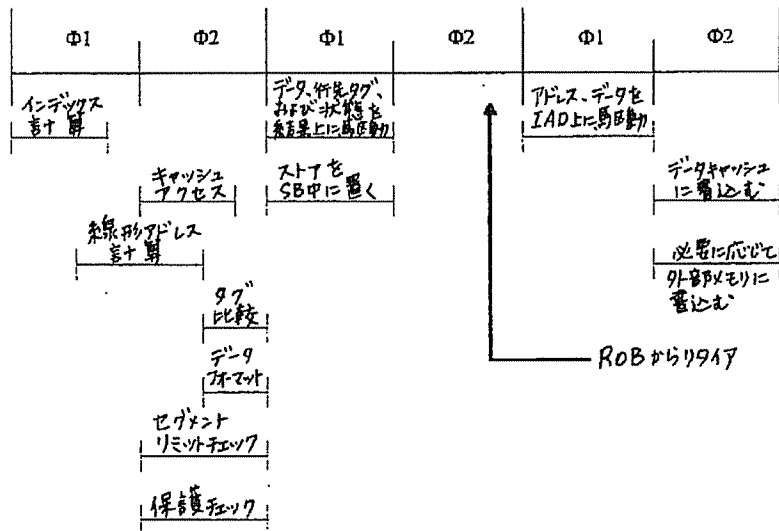 Φ1 Φ2 Φ1 Φ2 Φ1 Φ2
インデックス
計算
データ、行先タグ、
および状態を
結果上に駆動
アドレス、データを
IAD上に駆動
キャッシュ
アクセス
ストアを
SB中に置く
データキャッシュ
に書込む
線形アドレス
計算
必要に応じて
外部メモリに
書込む
タグ
比較
データ
フォーマット
ROBからリタイア
セグメント
リミットチェック
保護チェック